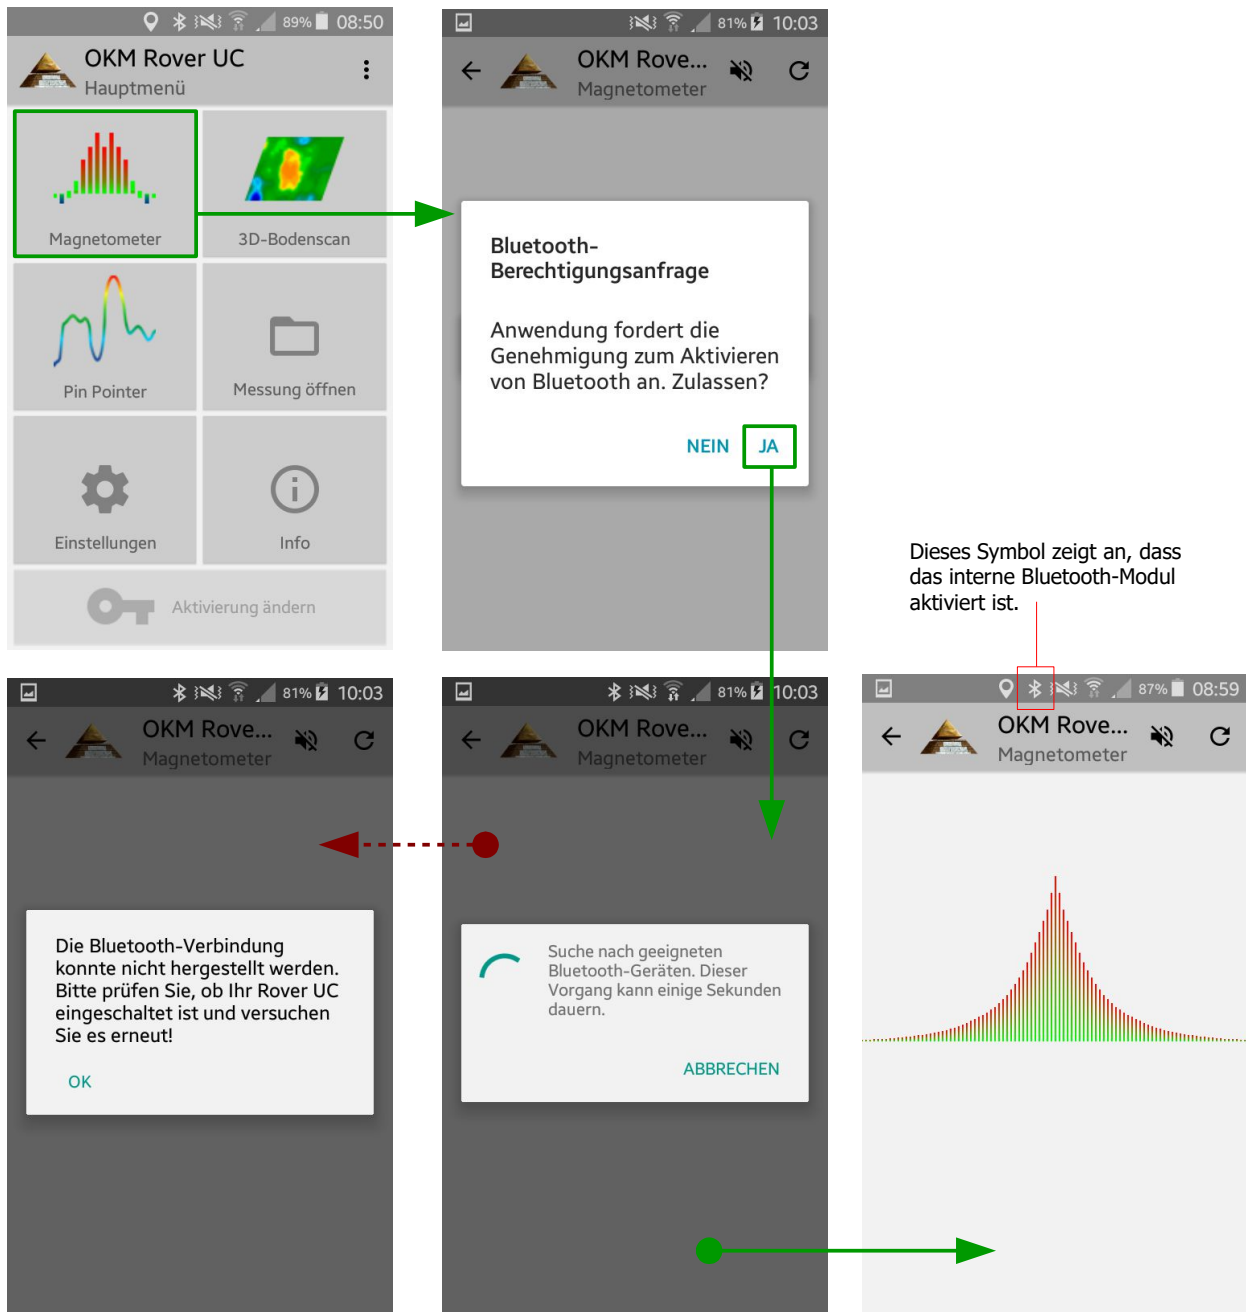 89% 08:50
OKM Rover UC
Hauptmenü
Magnetometer
3D-Bodenscan
Pin Pointer
Messung öffnen
Einstellungen
Info
Aktivierung ändern
81% 10:03
OKM Rove...
Magnetometer
Bluetooth-
Berechtigungsanfrage
Anwendung fordert die
Genehmigung zum Aktivieren
von Bluetooth an. Zulassen?
NEIN JA
Dieses Symbol zeigt an, dass
das interne Bluetooth-Modul
aktiviert ist.
81% 10:03
OKM Rove...
Magnetometer
Die Bluetooth-Verbindung
konnte nicht hergestellt werden.
Bitte prüfen Sie, ob Ihr Rover UC
eingeschaltet ist und versuchen
Sie es erneut!
OK
81% 10:03
OKM Rove...
Magnetometer
Suche nach geeigneten
Bluetooth-Geräten. Dieser
Vorgang kann einige Sekunden
dauern.
ABBRECHEN
87% 08:59
OKM Rove...
Magnetometer